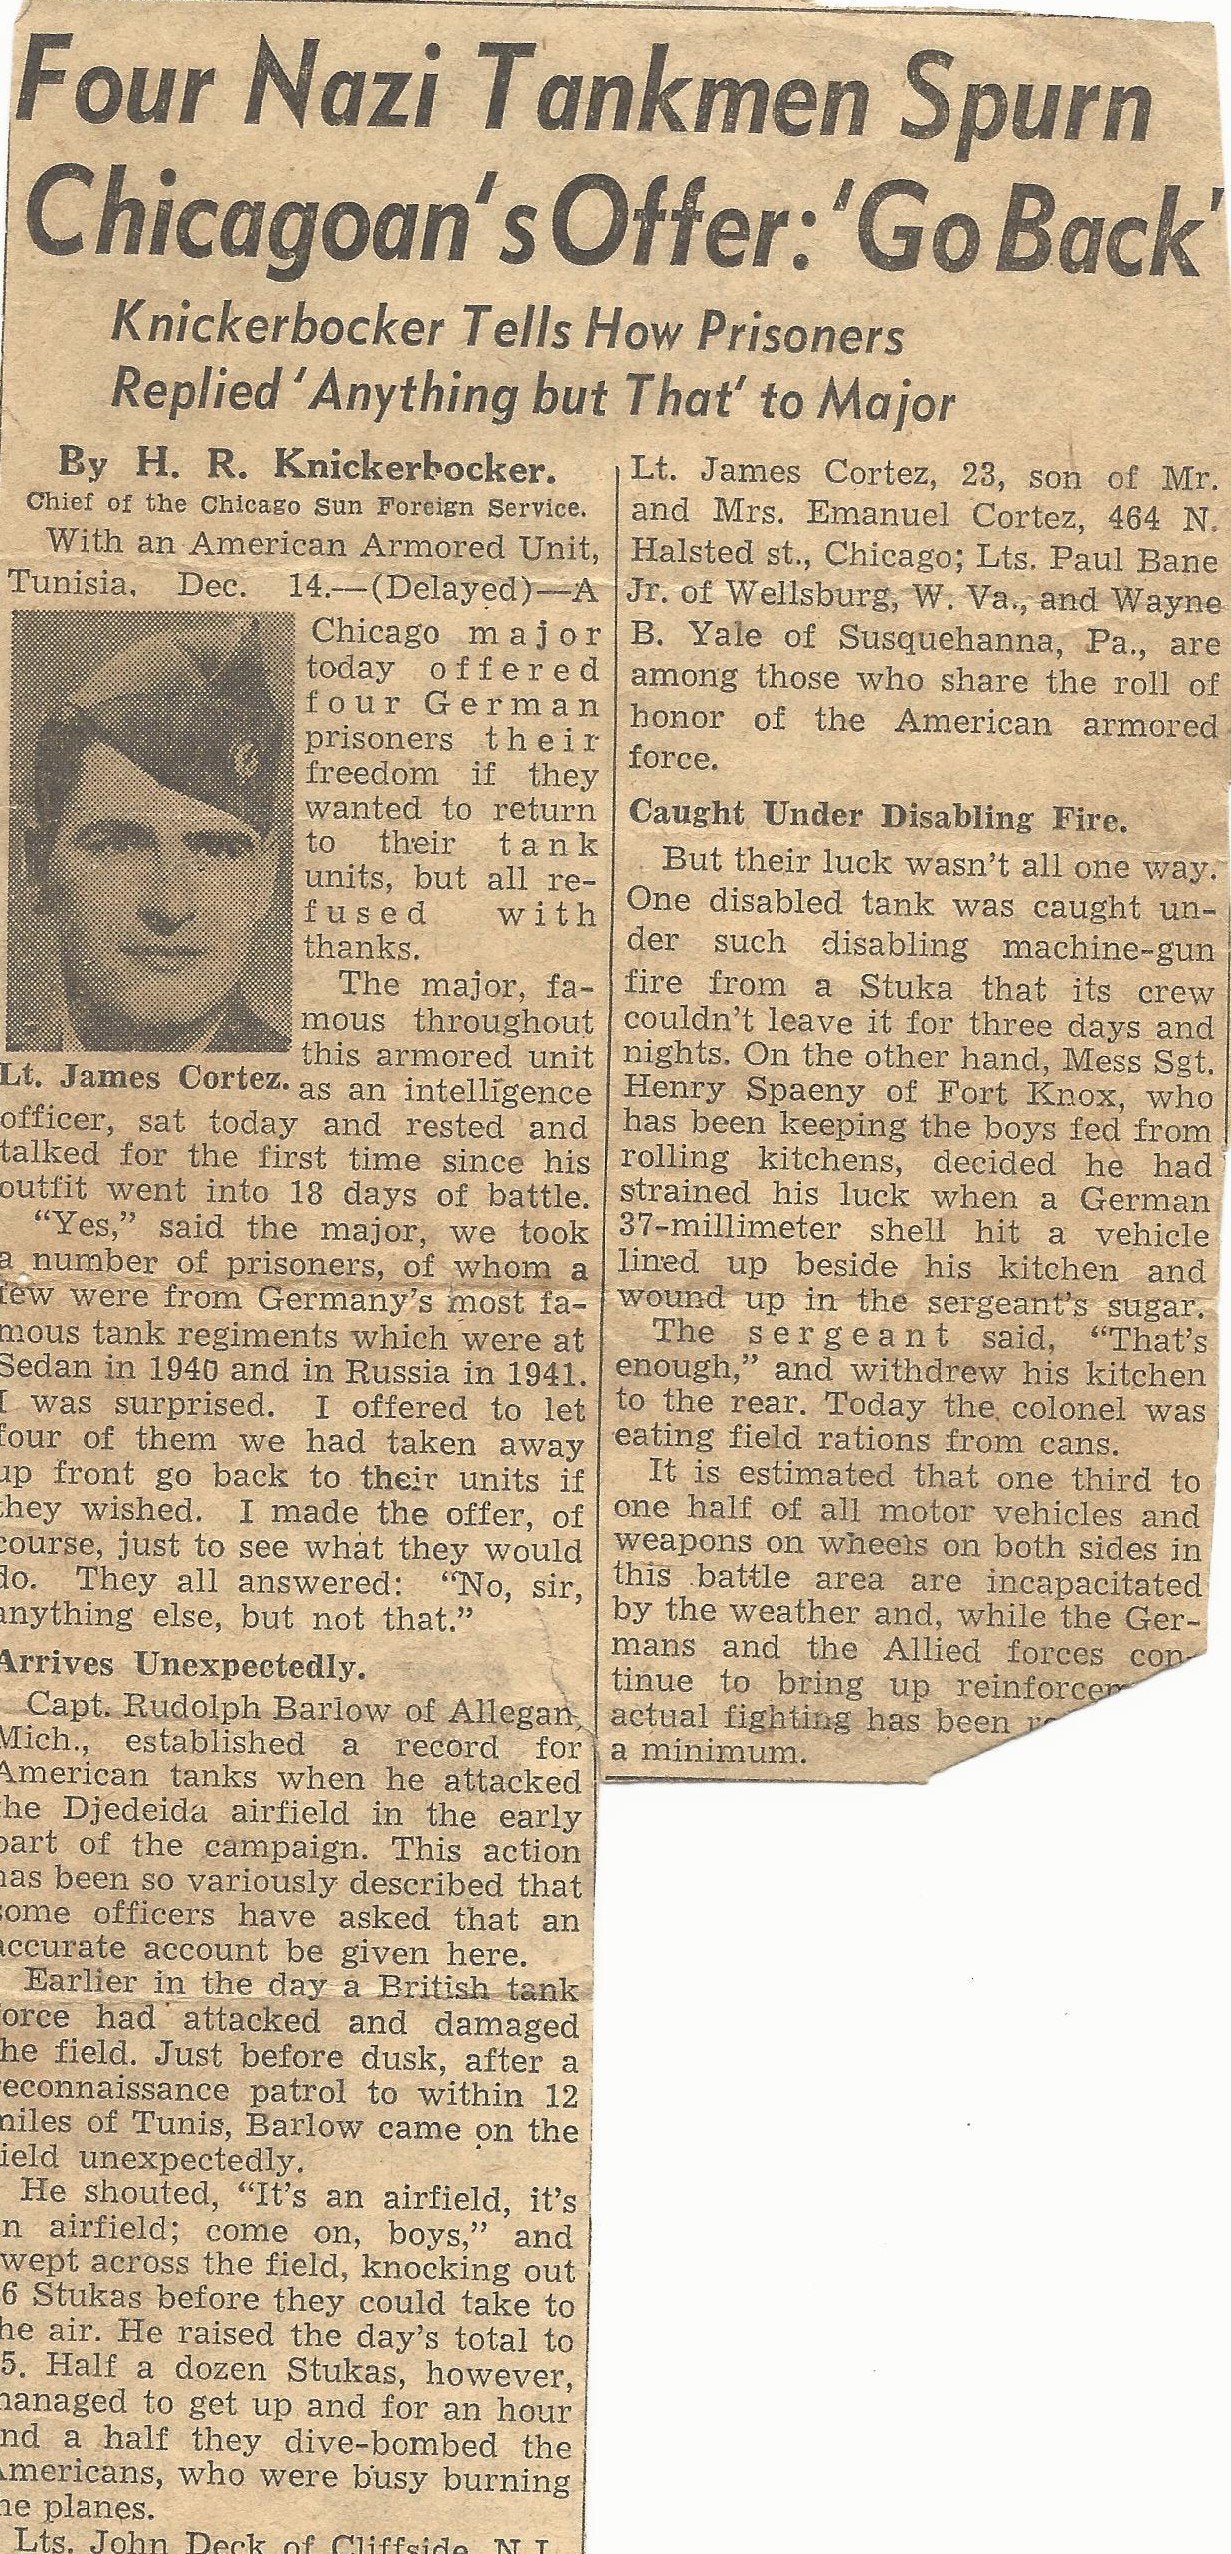 Four Nazi Tankmen Spurn
Chicagoan's Offer: 'Go Back'
Knickerbocker Tells How Prisoners
Replied 'Anything but That' to Major
By H. R. Knickerbocker.
Chief of the Chicago Sun Foreign Service.
With an American Armored Unit,
Tunisia, Dec. 14.—(Delayed)—A
Chicago major
today offered
four German
prisoners their
freedom if they
wanted to return
to their tank
units, but all re-
fused with
thanks.
The major, fa-
mous throughout
this armored unit
Lt. James Cortez.
as an intelligence
officer, sat today and rested and
talked for the first time since his
outfit went into 18 days of battle.
"Yes," said the major, we took
a number of prisoners, of whom a
few were from Germany's most fa-
mous tank regiments which were at
Sedan in 1940 and in Russia in 1941.
I was surprised. I offered to let
four of them we had taken away
up front go back to their units if
they wished. I made the offer, of
course, just to see what they would
do. They all answered: "No, sir,
anything else, but not that."
Arrives Unexpectedly.
Capt. Rudolph Barlow of Allegan,
Mich., established a record for
American tanks when he attacked
the Djedeida airfield in the early
part of the campaign. This action
has been so variously described that
some officers have asked that an
accurate account be given here.
Earlier in the day a British tank
orce had attacked and damaged
he field. Just before dusk, after a
reconnaissance patrol to within 12
miles of Tunis, Barlow came on the
ield unexpectedly.
He shouted, "It's an airfield, it's
n airfield; come on, boys," and
wept across the field, knocking out
6 Stukas before they could take to
he air. He raised the day's total to
5. Half a dozen Stukas, however,
managed to get up and for an hour
nd a half they dive-bombed the
Americans, who were busy burning
he planes.
Lts. John Deck of Cliffside, N.J.,
Lt. James Cortez, 23, son of Mr.
and Mrs. Emanuel Cortez, 464 N.
Halsted st., Chicago; Lts. Paul Bane
Jr. of Wellsburg, W. Va., and Wayne
B. Yale of Susquehanna, Pa., are
among those who share the roll of
honor of the American armored
force.
Caught Under Disabling Fire.
But their luck wasn't all one way.
One disabled tank was caught un-
der such disabling machine-gun
fire from a Stuka that its crew
couldn't leave it for three days and
nights. On the other hand, Mess Sgt.
Henry Spaeny of Fort Knox, who
has been keeping the boys fed from
rolling kitchens, decided he had
strained his luck when a German
37-millimeter shell hit a vehicle
lined up beside his kitchen and
wound up in the sergeant's sugar.
The sergeant said, "That's
enough," and withdrew his kitchen
to the rear. Today the colonel was
eating field rations from cans.
It is estimated that one third to
one half of all motor vehicles and
weapons on wheels on both sides in
this battle area are incapacitated
by the weather and, while the Ger-
mans and the Allied forces con-
tinue to bring up reinforcem
actual fighting has been
a minimum.